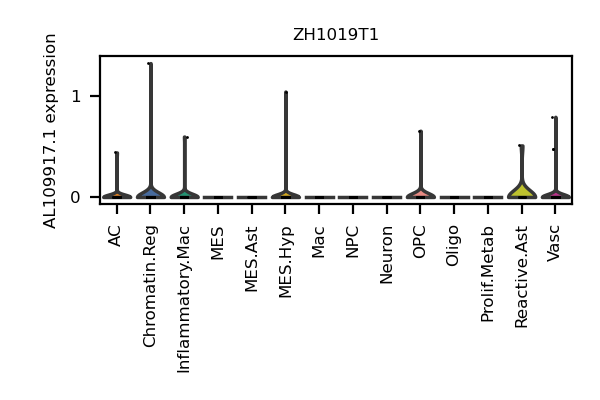 ZH1019T1
AL109917.1 expression
1
0
AC
Chromatin.Reg
Inflammatory.Mac
MES
MES.Ast
MES.Hyp
Mac
NPC
Neuron
OPC
Oligo
Prolif.Metab
Reactive.Ast
Vasc